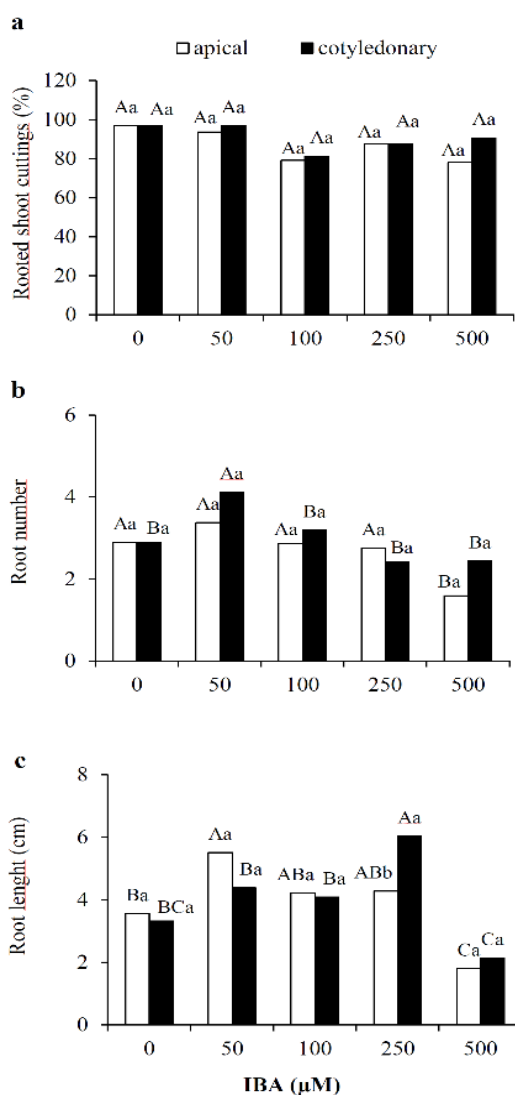 a
apical cotyledonary
Rooted shoot cuttings (%)
120
100
80
60
40
20
0
Aa Aa Aa Aa Aa Aa Aa Aa Aa Aa
0 50 100 250 500
b
Root number
6
4
2
0
Aa Ba Aa Aa Aa Ba Aa Ba Ba Ba
0 50 100 250 500
c
Root lenght (cm)
8
6
4
2
0
Ba BCa Aa Ba ABa Ba ABb Aa Ca Ca
0 50 100 250 500
IBA (µM)